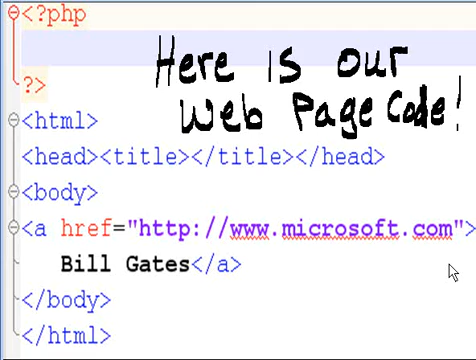 <?php
Here is our
?>
Web Page Code!
<html>
<head><title></title></head>
<body>
<a href="http://www.microsoft.com">
Bill Gates</a>
</body>
</html>